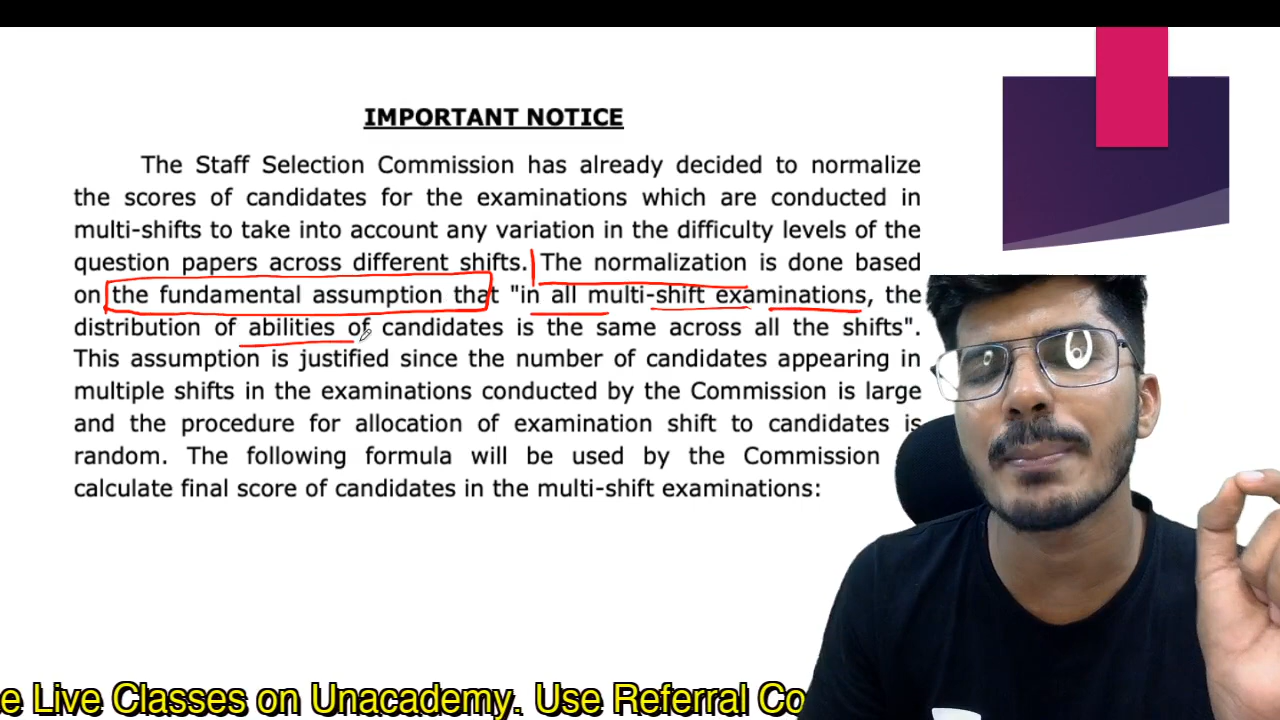 IMPORTANT NOTICE
The Staff Selection Commission has already decided to normalize
the scores of candidates for the examinations which are conducted in
multi-shifts to take into account any variation in the difficulty levels of the
question papers across different shifts. The normalization is done based
on the fundamental assumption that "in all multi-shift examinations, the
distribution of abilities of candidates is the same across all the shifts".
This assumption is justified since the number of candidates appearing in
multiple shifts in the examinations conducted by the Commission is large
and the procedure for allocation of examination shift to candidates is
random. The following formula will be used by the Commission
calculate final score of candidates in the multi-shift examinations:
e Live Classes on Unacademy. Use Referral Co